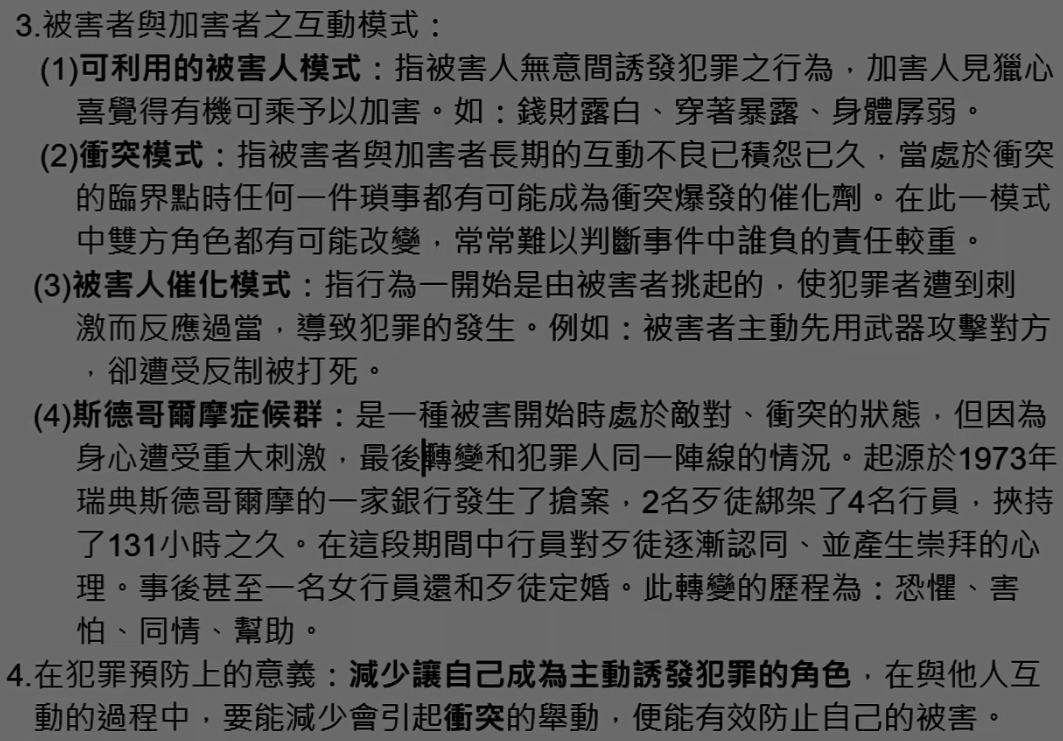 3.被害者與加害者之互動模式：
(1)可利用的被害人模式：指被害人無意間誘發犯罪之行為，加害人見獵心
喜覺得有機可乘予以加害。如：錢財露白、穿著暴露、身體孱弱。
(2)衝突模式：指被害者與加害者長期的互動不良已積怨已久，當處於衝突
的臨界點時任何一件瑣事都有可能成為衝突爆發的催化劑。在此一模式
中雙方角色都有可能改變，常常難以判斷事件中誰負的責任較重。
(3)被害人催化模式：指行為一開始是由被害者挑起的，使犯罪者遭到刺
激而反應過當，導致犯罪的發生。例如：被害者主動先用武器攻擊對方
，卻遭受反制被打死。
(4)斯德哥爾摩症候群：是一種被害開始時處於敵對、衝突的狀態，但因為
身心遭受重大刺激，最後轉變和犯罪人同一陣線的情況。起源於1973年
瑞典斯德哥爾摩的一家銀行發生了搶案，2名歹徒綁架了4名行員，挾持
了131小時之久。在這段期間中行員對歹徒逐漸認同、並產生崇拜的心
理。事後甚至一名女行員還和歹徒定婚。此轉變的歷程為：恐懼、害
怕、同情、幫助。
4.在犯罪預防上的意義：減少讓自己成為主動誘發犯罪的角色，在與他人互
動的過程中，要能減少會引起衝突的舉動，便能有效防止自己的被害。